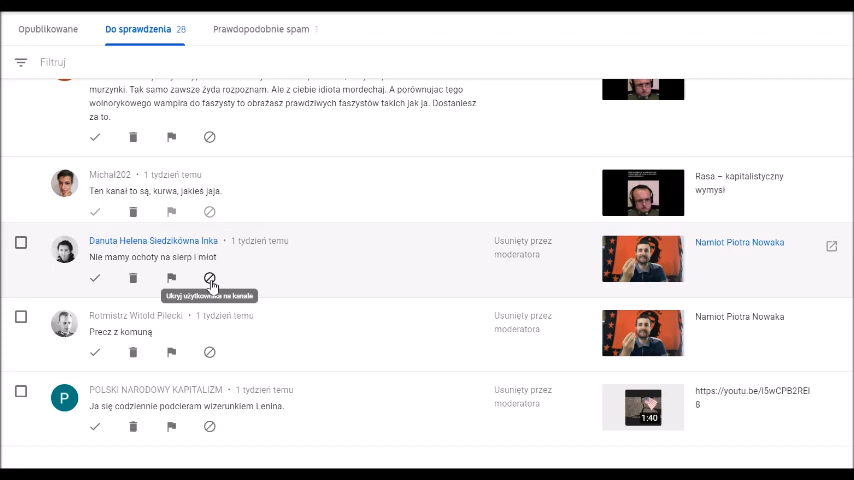 Opublikowane Do sprawdzenia 28 Prawdopodobnie spam 1
Filtruj
murzynki. Tak samo zawsze żyda rozpoznam. Ale z ciebie idiota mordechaj. A porównujac tego
wolnorykowego wampira do faszysty to obrażasz prawdziwych faszystów takich jak ja. Dostaniesz
za to.
Michał202 • 1 tydzień temu
Ten kanał to są, kurwa, jakieś jaja.
Rasa – kapitalistyczny
wymysł
Danuta Helena Siedzikówna Inka • 1 tydzień temu
Nie mamy ochoty na sierp i młot
Usunięty przez
moderatora
Namiot Piotra Nowaka
Ukryj użytkownika na kanale
Rotmistrz Witold Pilecki • 1 tydzień temu
Precz z komuną
Usunięty przez
moderatora
Namiot Piotra Nowaka
P
POLSKI NARODOWY KAPITALIZM • 1 tydzień temu
Ja się codziennie podcieram wizerunkiem Lenina.
Usunięty przez
moderatora
1:40
https://youtu.be/I5wCPB2REI
8